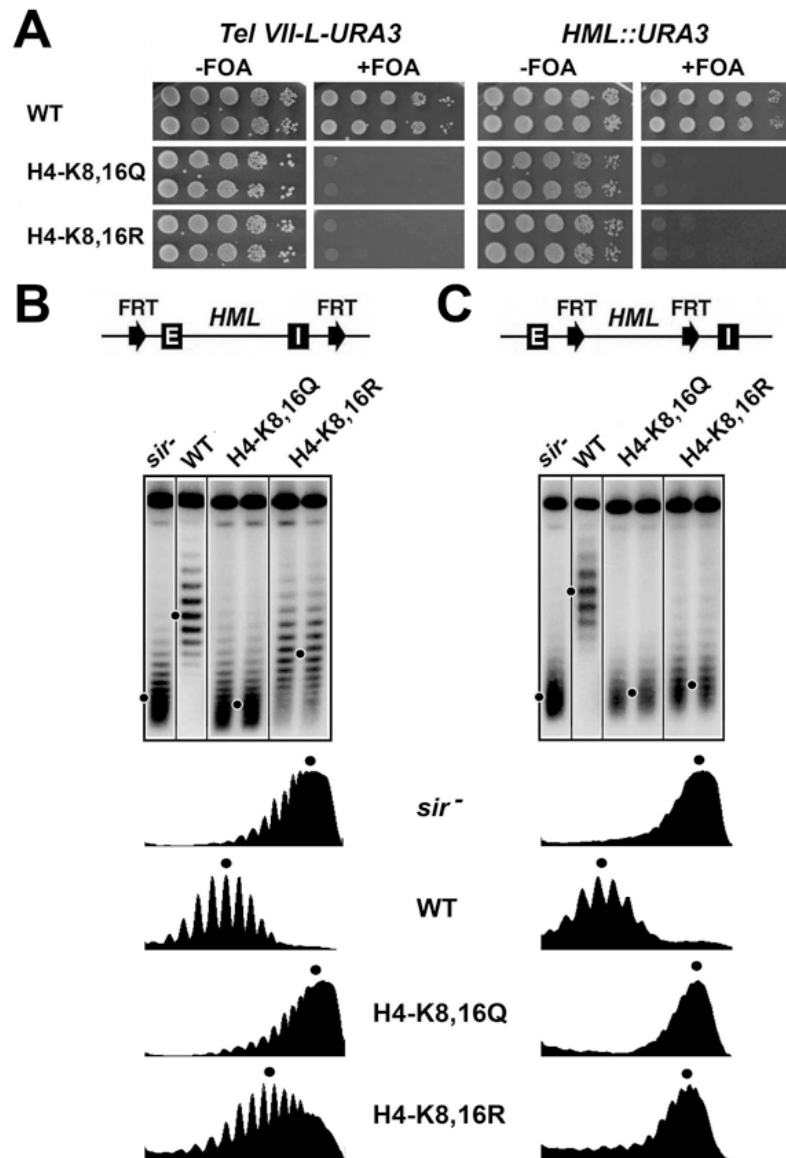 A
Tel VII-L-URA3 HML::URA3
-FOA +FOA -FOA +FOA
WT
H4-K8,16Q
H4-K8,16R
B
FRT HML FRT
E I
sir- WT H4-K8,16Q H4-K8,16R
C
FRT HML FRT
E I
sir- WT H4-K8,16Q H4-K8,16R
sir-
WT
H4-K8,16Q
H4-K8,16R